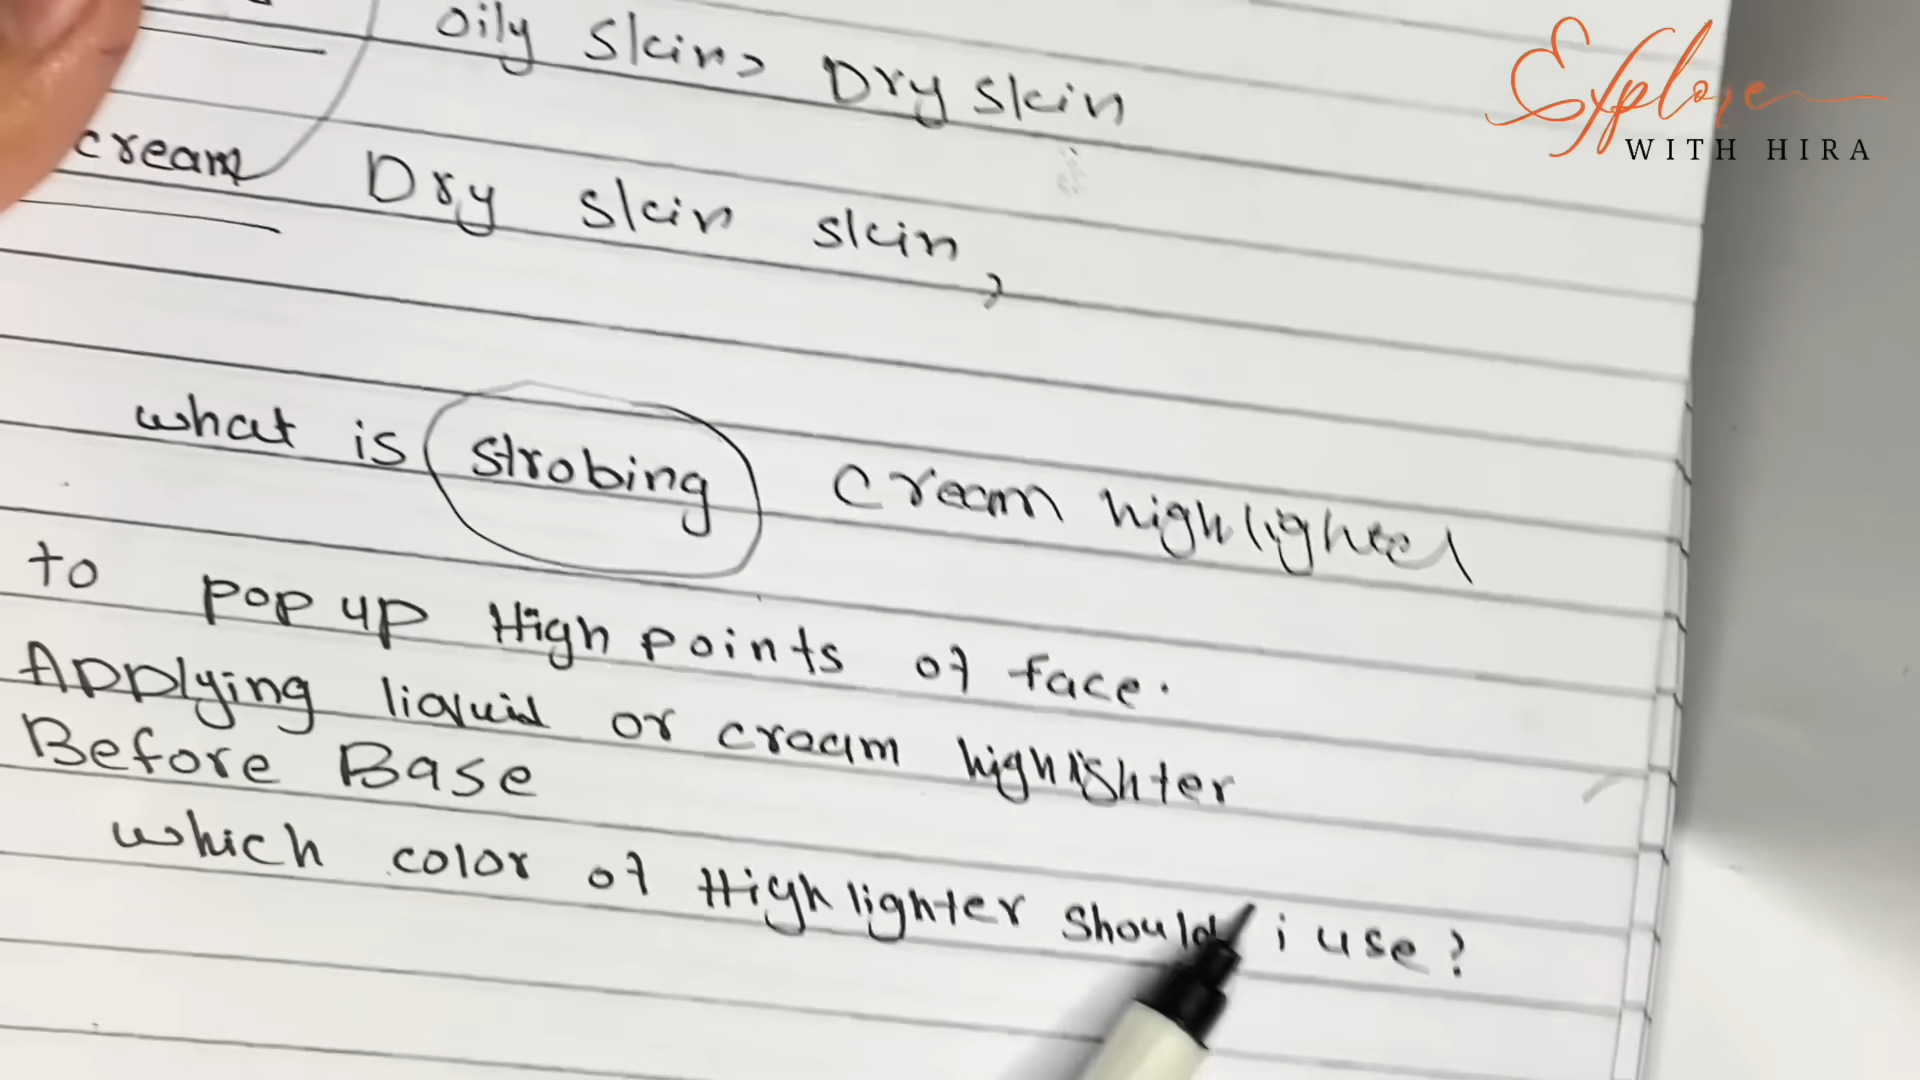 Oily skin, Dry skin
cream Dry skin skin,
what is strobing cream highlighted
to pop up High points of face.
Applying liquid or cream highlighter
Before Base
which color of Highlighter should i use?
Explore
WITH HIRA